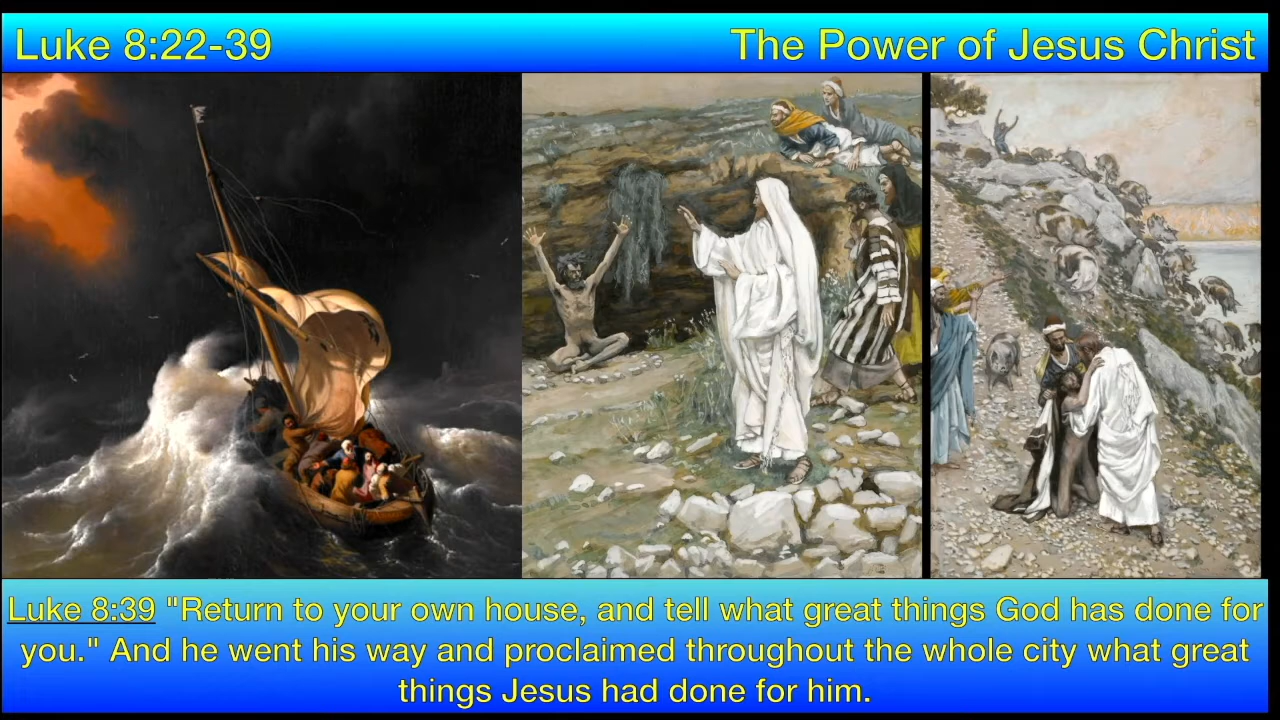 Luke 8:22-39
The Power of Jesus Christ
Luke 8:39 "Return to your own house, and tell what great things God has done for
you." And he went his way and proclaimed throughout the whole city what great
things Jesus had done for him.